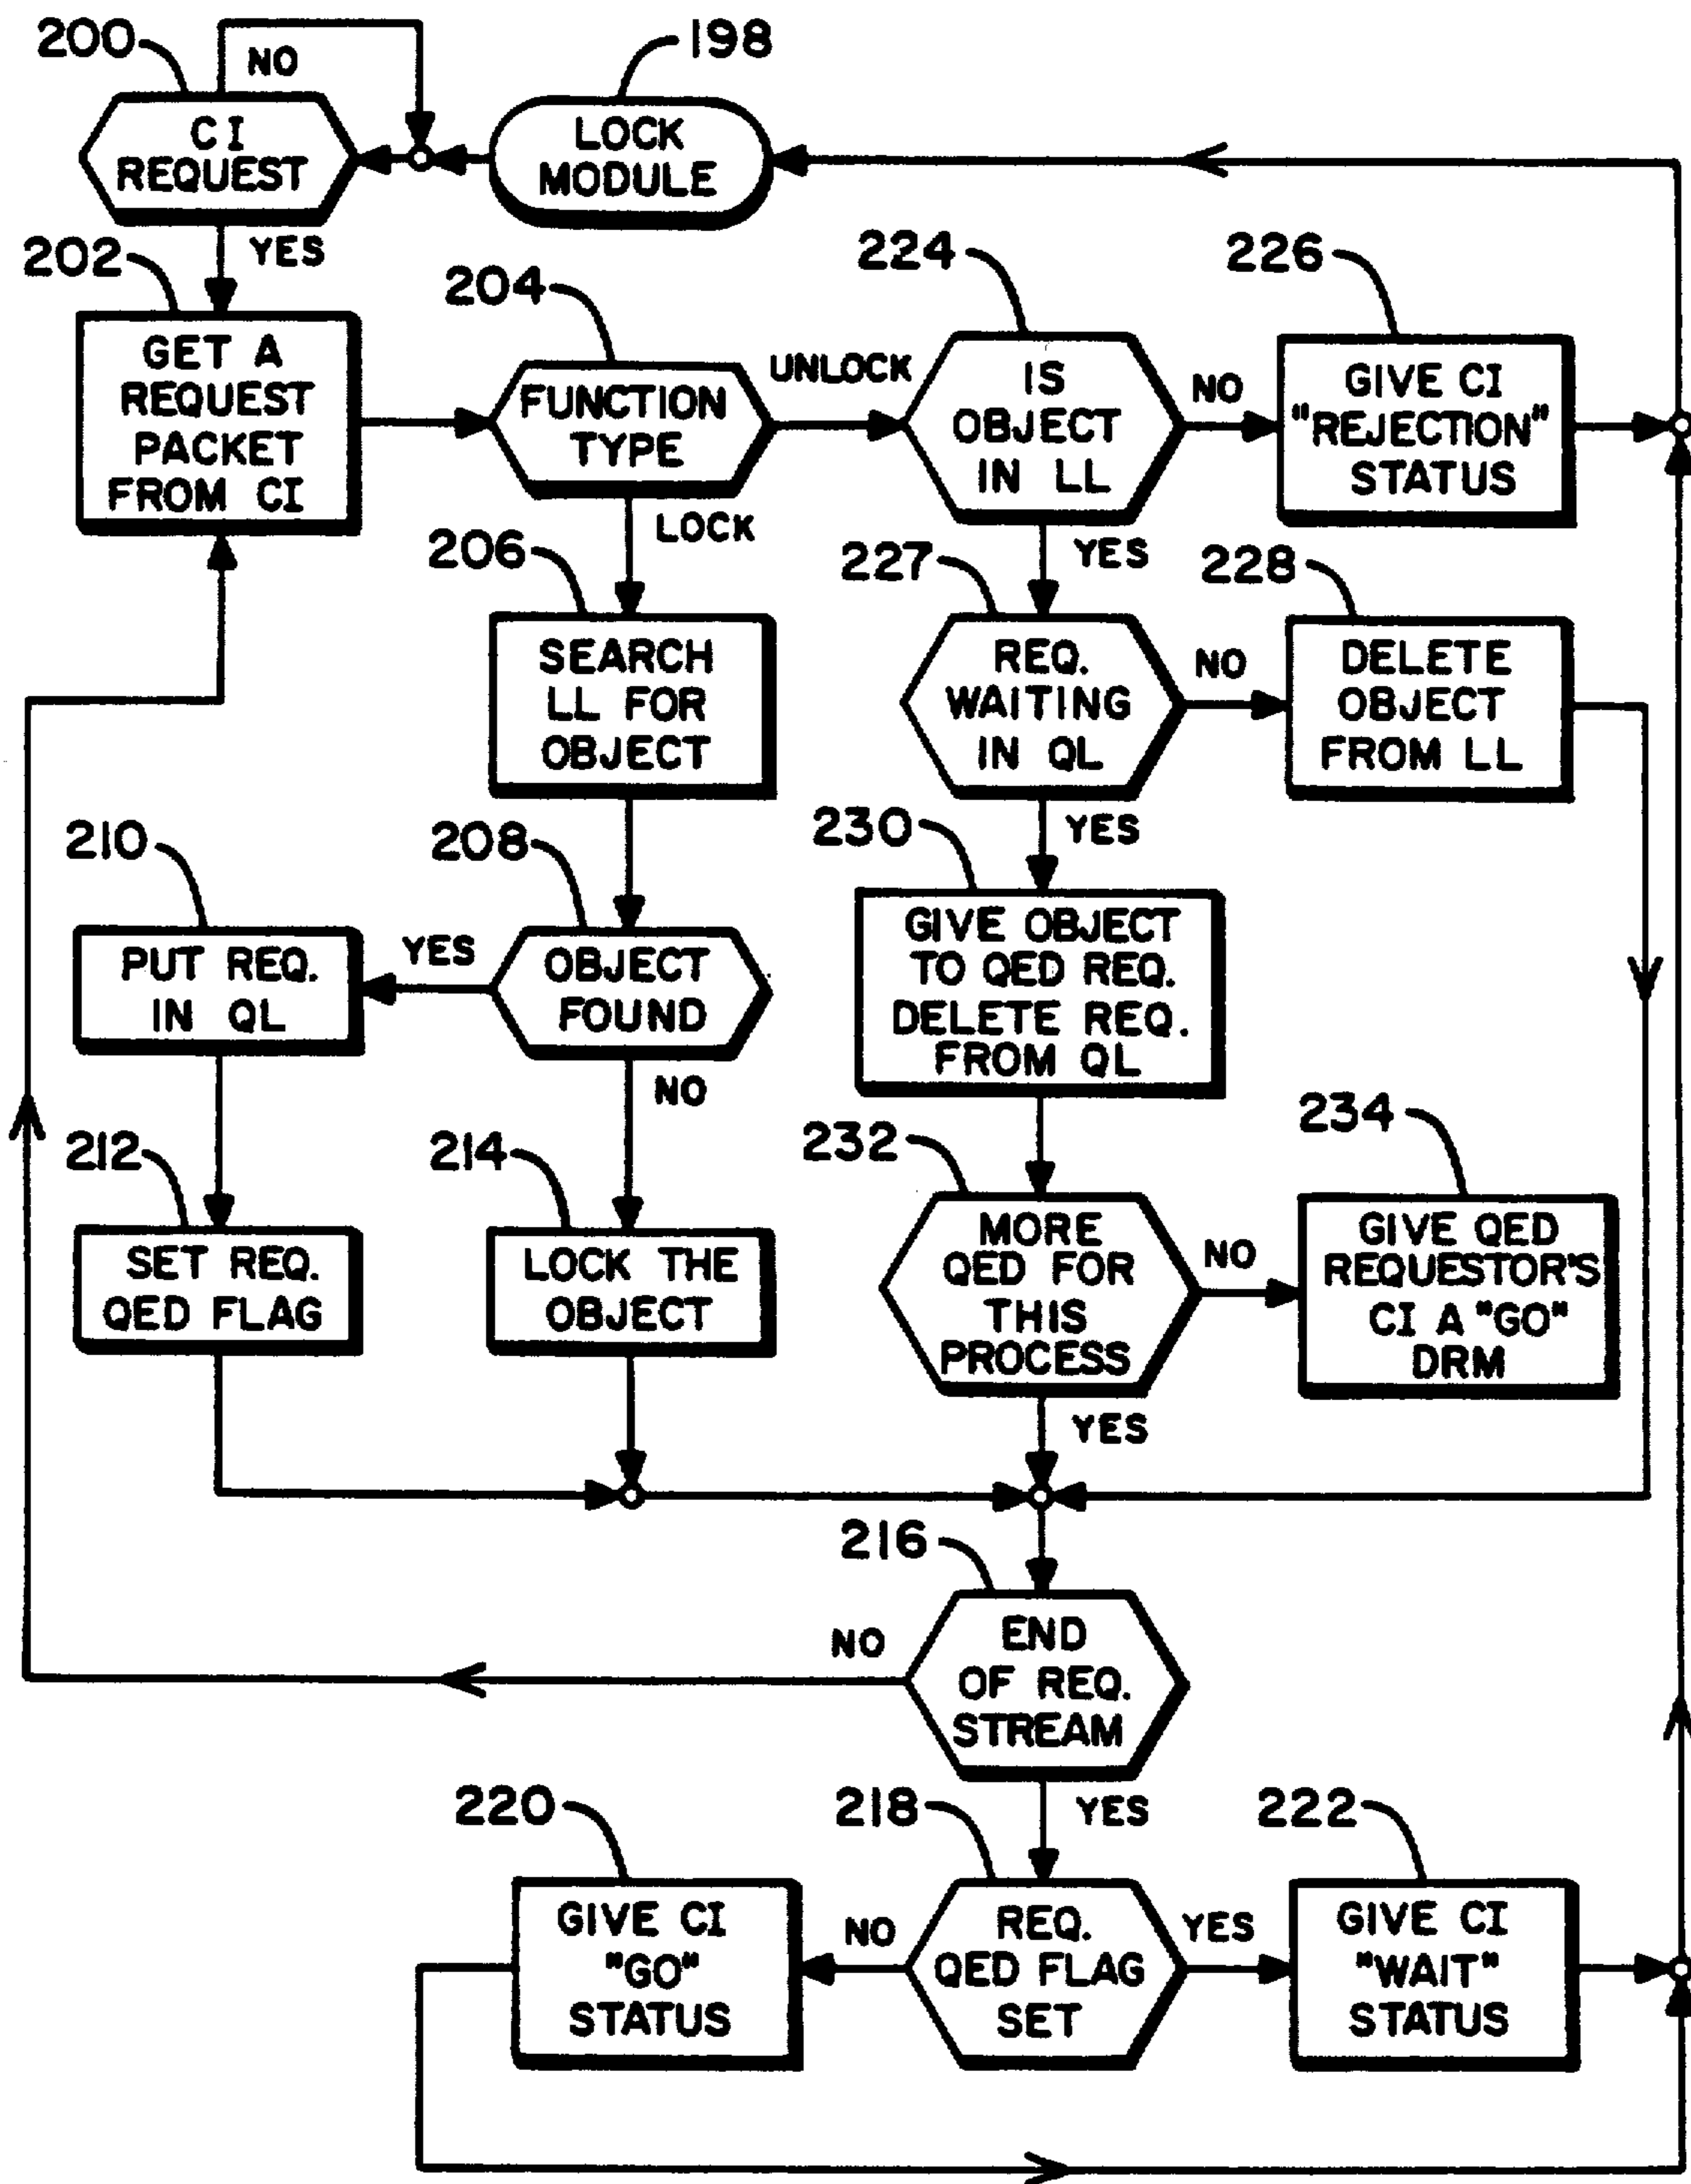 200
NO
198
CI
REQUEST
LOCK
MODULE
YES
202
GET A
REQUEST
PACKET
FROM CI
204
FUNCTION
TYPE
UNLOCK
LOCK
224
IS
OBJECT
IN LL
NO
YES
226
GIVE CI
"REJECTION"
STATUS
206
SEARCH
LL FOR
OBJECT
227
REQ.
WAITING
IN QL
NO
YES
228
DELETE
OBJECT
FROM LL
210
PUT REQ.
IN QL
YES
208
OBJECT
FOUND
NO
230
GIVE OBJECT
TO QED REQ.
DELETE REQ.
FROM QL
212
SET REQ.
QED FLAG
214
LOCK THE
OBJECT
232
MORE
QED FOR
THIS
PROCESS
NO
YES
234
GIVE QED
REQUESTOR'S
CI A "GO"
DRM
216
NO
END
OF REQ.
STREAM
YES
220
GIVE CI
"GO"
STATUS
NO
218
REQ.
QED FLAG
SET
YES
222
GIVE CI
"WAIT"
STATUS